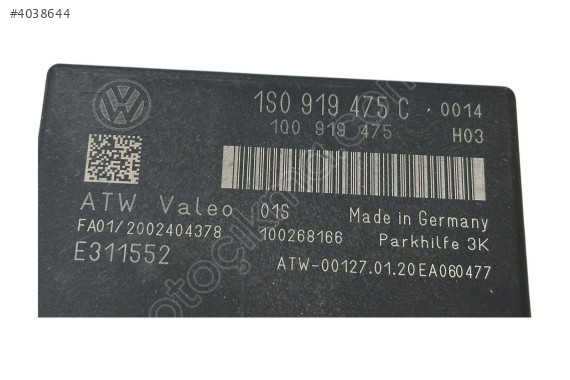 #4038644
1S0 919 475 C 0014
1Q0 919 475 H03
ATW Valeo 01S Made in Germany
FA01/2002404378 100268166 Parkhilfe 3K
E311552 ATW-00127.01.20EA060477